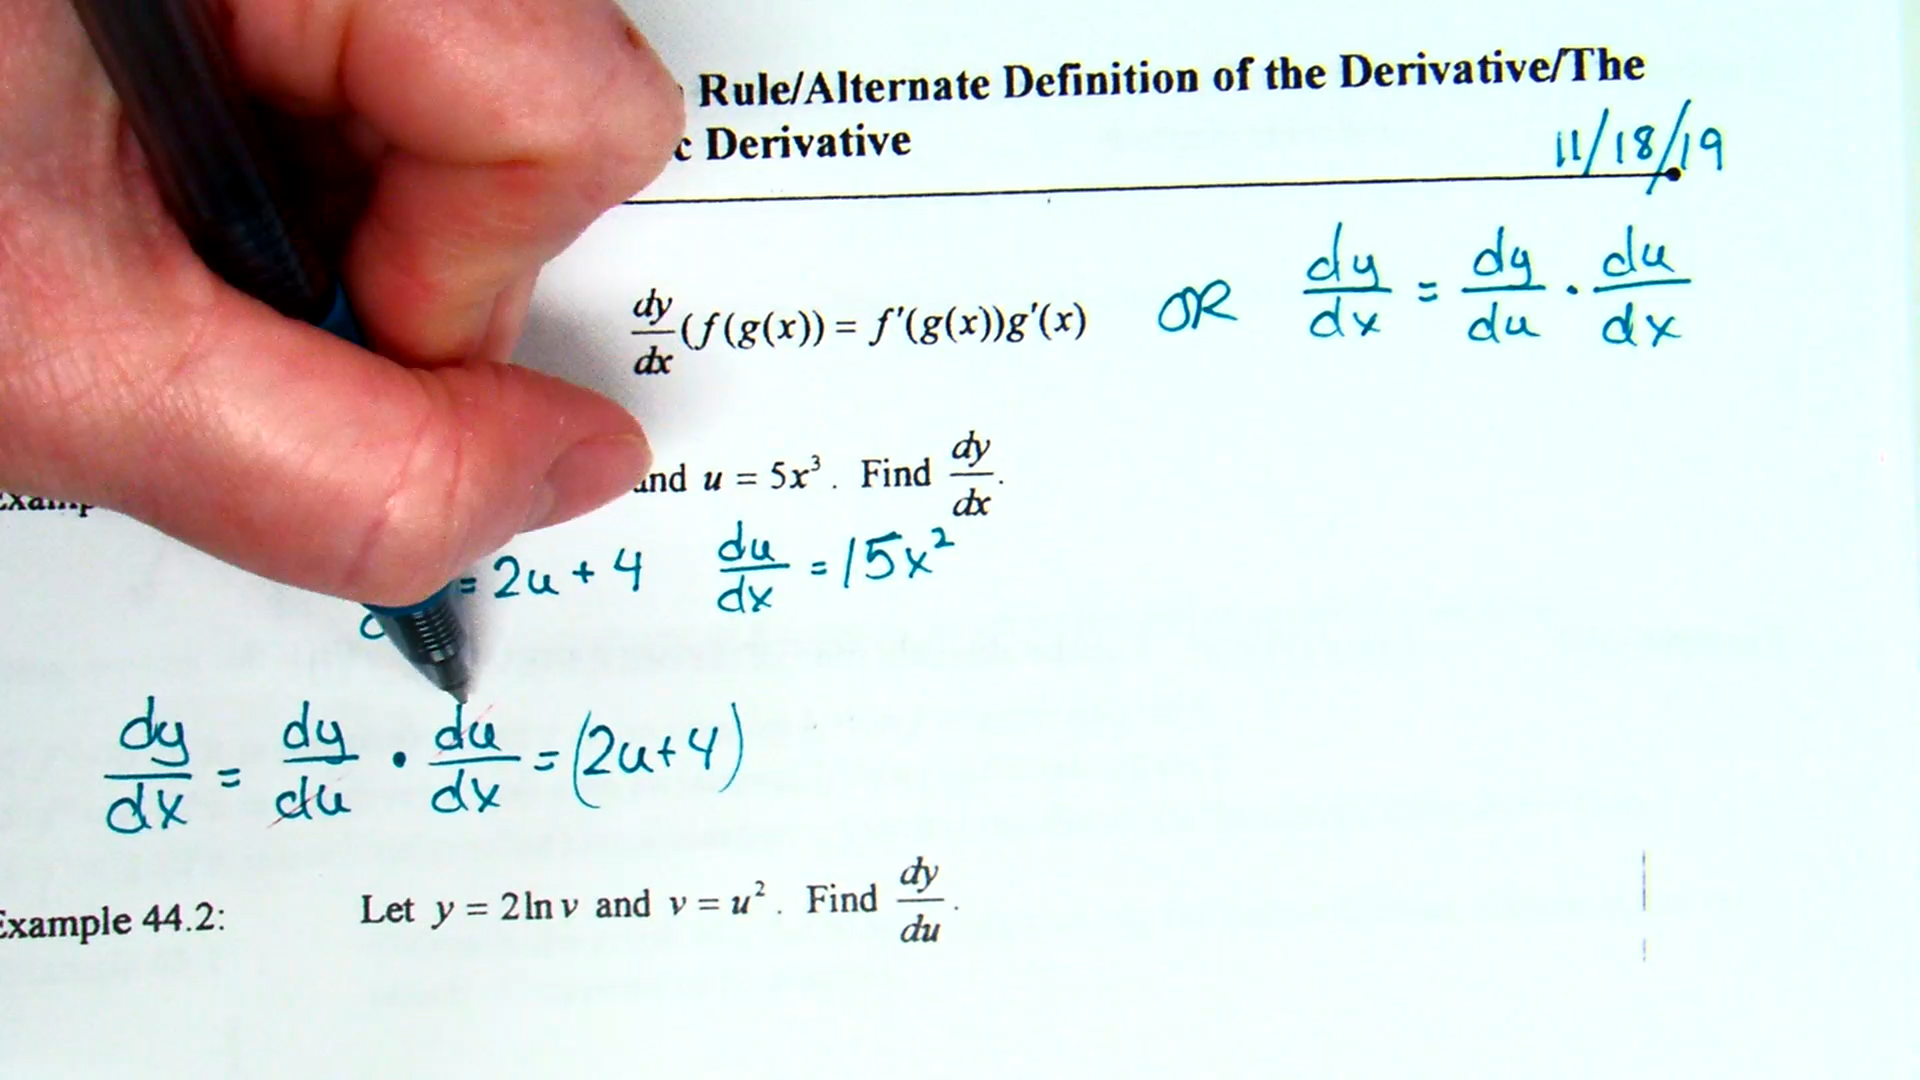 Rule/Alternate Definition of the Derivative/The
c Derivative
11/18/19
dy/dx (f(g(x)) = f'(g(x))g'(x) OR dy/dx = dy/du · du/dx
and u = 5x³. Find dy/dx.
= 2u + 4 du/dx = 15x²
dy/dx = dy/du · du/dx = (2u+4)
Example 44.2: Let y = 2 ln v and v = u². Find dy/du.